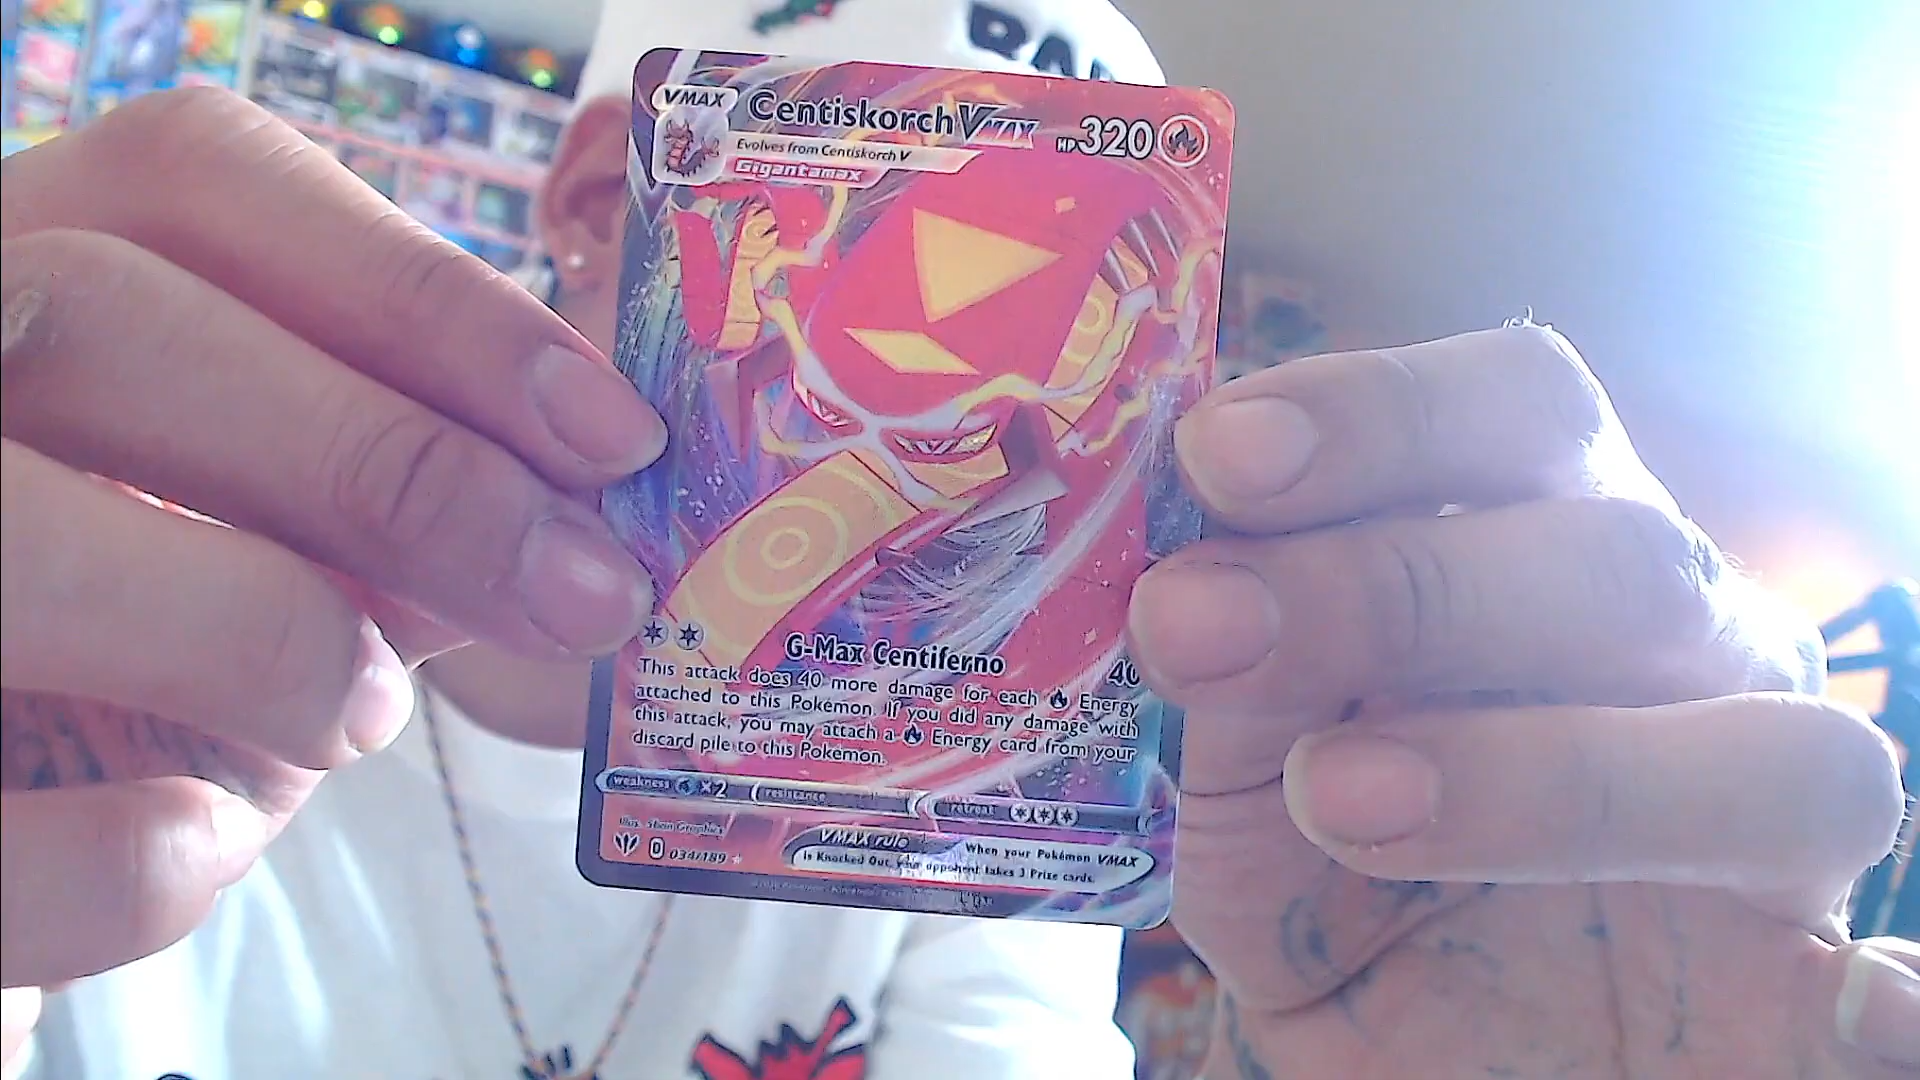 BA
VMAX Centiskorch VMAX HP 320
Evolves from Centiskorch V
Gigantamax
G-Max Centiferno 40
This attack does 40 more damage for each Energy
attached to this Pokémon. If you did any damage with
this attack, you may attach a Energy card from your
discard pile to this Pokémon.
weakness ×2 resistance retreat
Illus. 5ban Graphics
D 034/189
VMAX rule When your Pokémon VMAX
is Knocked Out, your opponent takes 3 Prize cards.